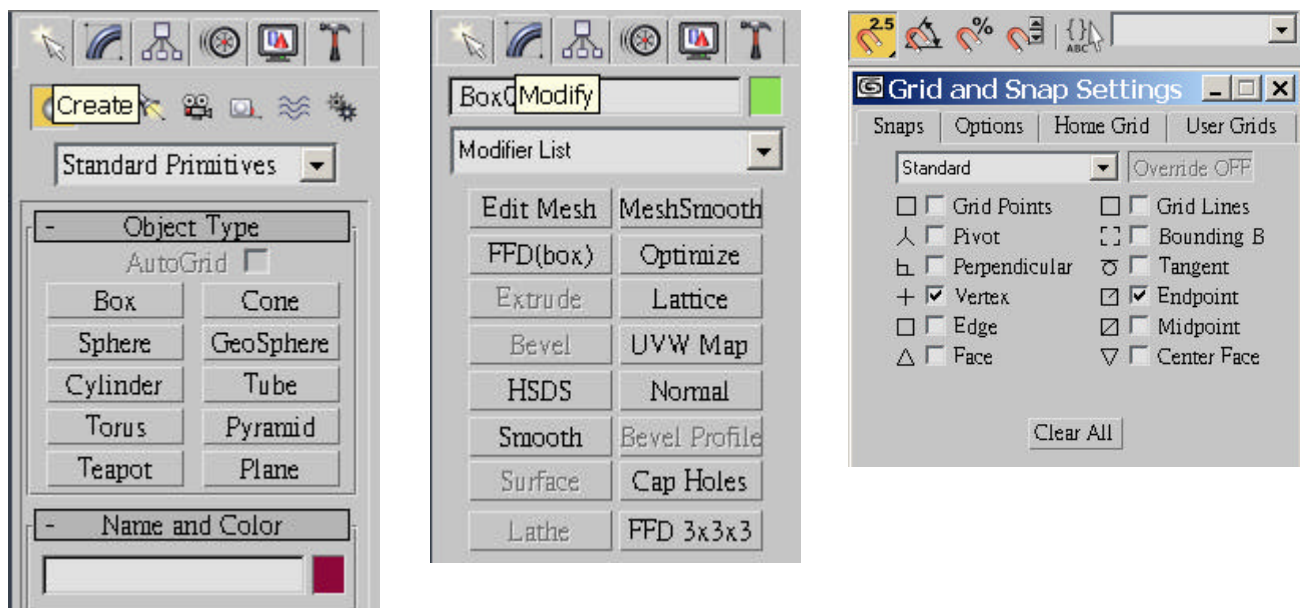 Create
Standard Primitives
- Object Type
AutoGrid
Box Cone
Sphere GeoSphere
Cylinder Tube
Torus Pyramid
Teapot Plane
- Name and Color
Modify
Modifier List
Edit Mesh MeshSmooth
FFD(box) Optimize
Extrude Lattice
Bevel UVW Map
HSDS Normal
Smooth Bevel Profile
Surface Cap Holes
Lathe FFD 3x3x3
2.5 % {} ABC
Grid and Snap Settings
Snaps Options Home Grid User Grids
Standard Override OFF
Grid Points Grid Lines
Pivot Bounding B
Perpendicular Tangent
Vertex Endpoint
Edge Midpoint
Face Center Face
Clear All